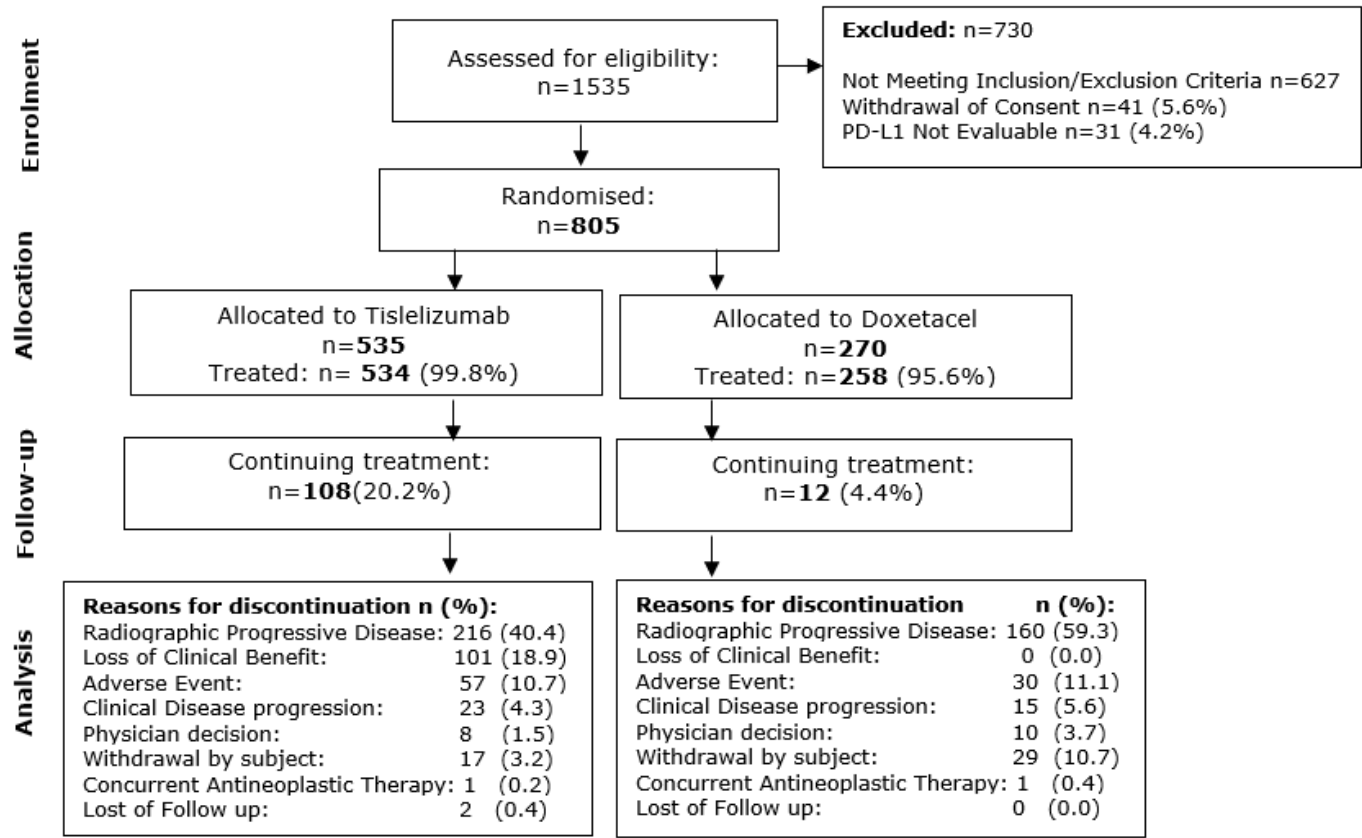 Enrolment
Assessed for eligibility:
n=1535
Excluded: n=730
Not Meeting Inclusion/Exclusion Criteria n=627
Withdrawal of Consent n=41 (5.6%)
PD-L1 Not Evaluable n=31 (4.2%)
Randomised:
n=805
Allocation
Allocated to Tislelizumab
n=535
Treated: n= 534 (99.8%)
Allocated to Doxetacel
n=270
Treated: n=258 (95.6%)
Follow-up
Continuing treatment:
n=108(20.2%)
Continuing treatment:
n=12 (4.4%)
Analysis
Reasons for discontinuation n (%):
Radiographic Progressive Disease: 216 (40.4)
Loss of Clinical Benefit: 101 (18.9)
Adverse Event: 57 (10.7)
Clinical Disease progression: 23 (4.3)
Physician decision: 8 (1.5)
Withdrawal by subject: 17 (3.2)
Concurrent Antineoplastic Therapy: 1 (0.2)
Lost of Follow up: 2 (0.4)
Reasons for discontinuation n (%):
Radiographic Progressive Disease: 160 (59.3)
Loss of Clinical Benefit: 0 (0.0)
Adverse Event: 30 (11.1)
Clinical Disease progression: 15 (5.6)
Physician decision: 10 (3.7)
Withdrawal by subject: 29 (10.7)
Concurrent Antineoplastic Therapy: 1 (0.4)
Lost of Follow up: 0 (0.0)